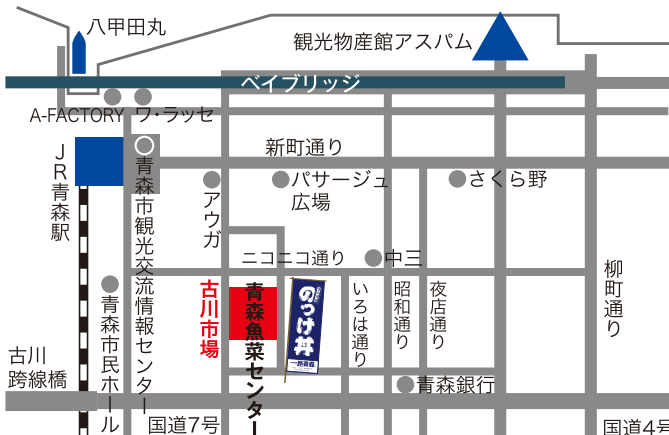 八甲田丸
観光物産館アスパム
ベイブリッジ
A-FACTORY
ワ・ラッセ
JR青森駅
新町通り
青森市観光交流情報センター
アウガ
パサージュ
広場
さくら野
ニコニコ通り
中三
古川市場
青森魚菜センター
のっけ丼
いろは通り
昭和通り
夜店通り
柳町通り
青森市民ホール
古川
跨線橋
青森銀行
国道7号
国道4号